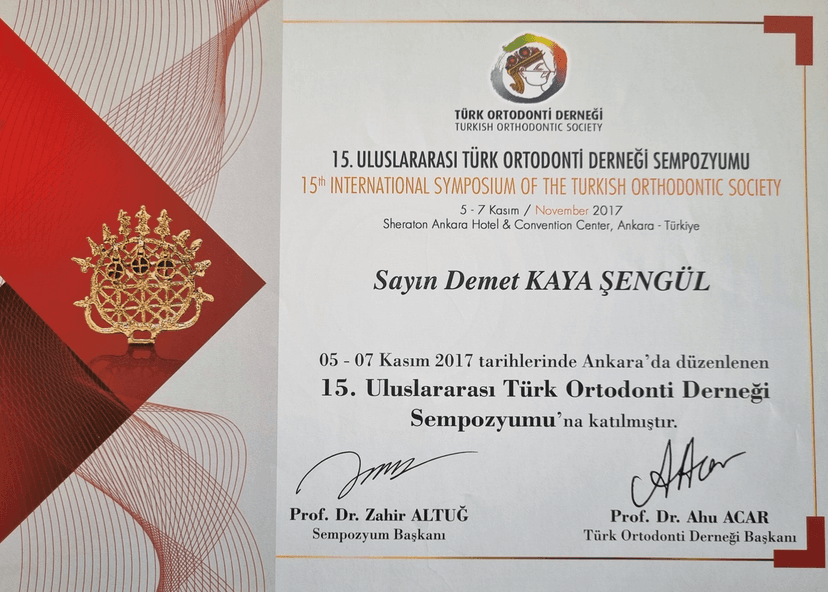 TÜRK ORTODONTİ DERNEĞİ
TURKISH ORTHODONTIC SOCIETY
15. ULUSLARARASI TÜRK ORTODONTİ DERNEĞİ SEMPOZYUMU
15th INTERNATIONAL SYMPOSIUM OF THE TURKISH ORTHODONTIC SOCIETY
5 - 7 Kasım / November 2017
Sheraton Ankara Hotel & Convention Center, Ankara - Türkiye
Sayın Demet KAYA ŞENGÜL
05 - 07 Kasım 2017 tarihlerinde Ankara'da düzenlenen
15. Uluslararası Türk Ortodonti Derneği
Sempozyumu'na katılmıştır.
Prof. Dr. Zahir ALTUĞ
Sempozyum Başkanı
Prof. Dr. Ahu ACAR
Türk Ortodonti Derneği Başkanı